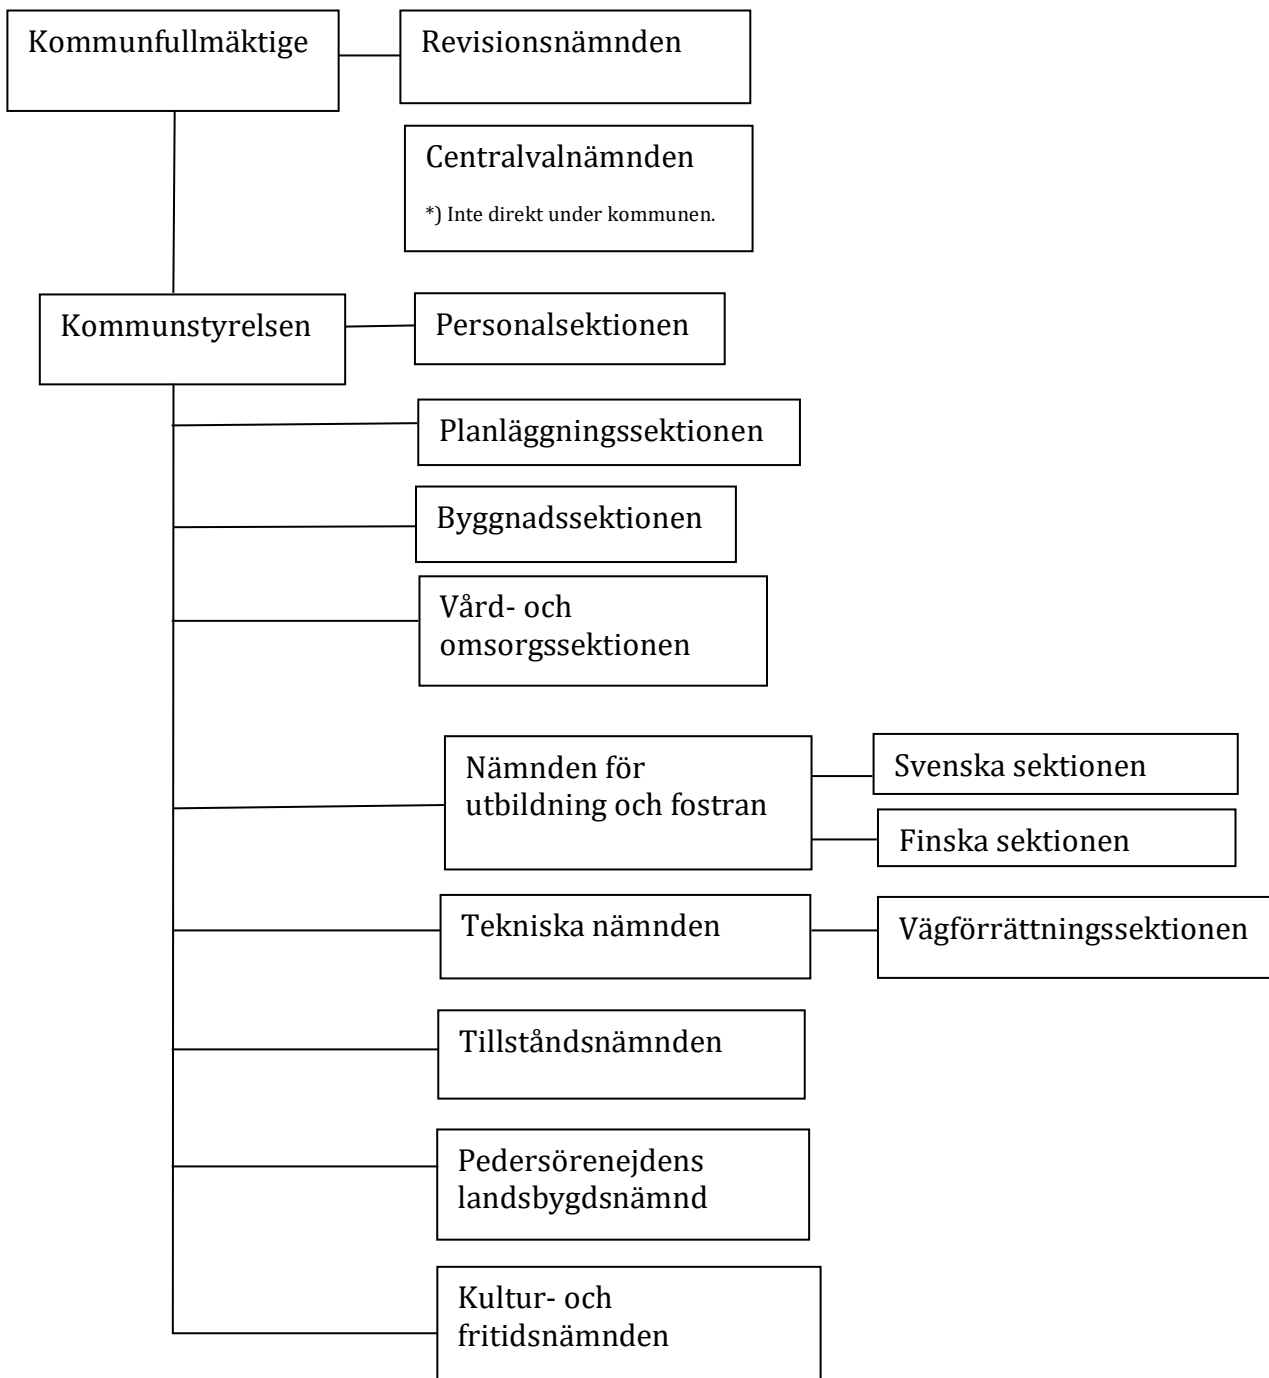 Kommunfullmäktige
Revisionsnämnden
Centralvalnämnden
*) Inte direkt under kommunen.
Kommunstyrelsen
Personalsektionen
Planläggningssektionen
Byggnadssektionen
Vård- och
omsorgssektionen
Nämnden för
utbildning och fostran
Svenska sektionen
Finska sektionen
Tekniska nämnden
Vägförrättningssektionen
Tillståndsnämnden
Pedersörenejdens
landsbygdsnämnd
Kultur- och
fritidsnämnden